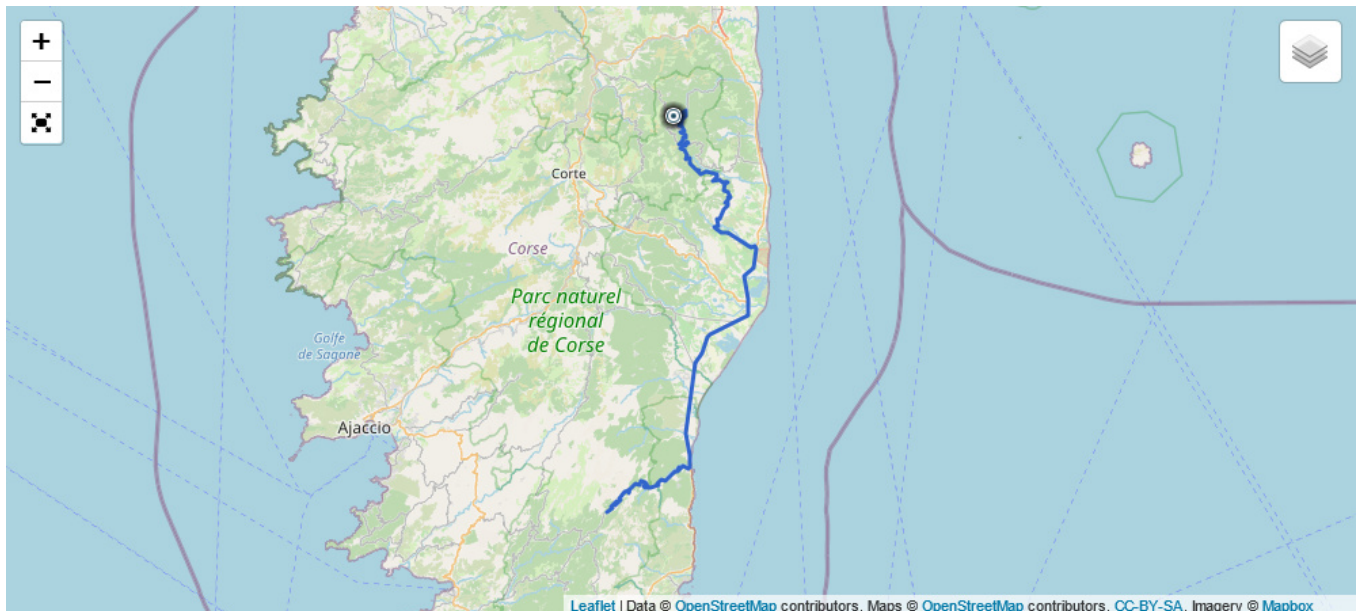 +
−
Corte
Corse
Parc naturel
régional
de Corse
Golfe
de Sagone
Ajaccio
Leaflet | Data © OpenStreetMap contributors, Maps © OpenStreetMap contributors, CC-BY-SA, Imagery © Mapbox